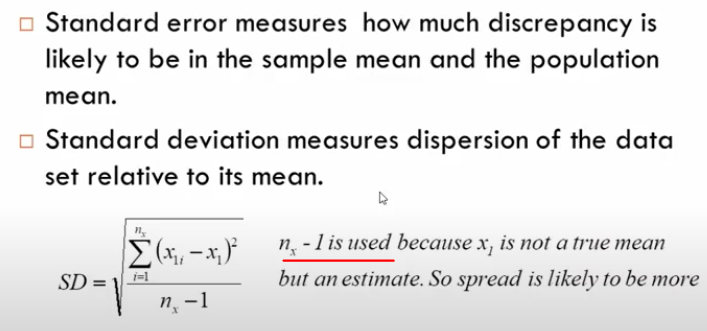 Standard error measures how much discrepancy is
likely to be in the sample mean and the population
mean.
Standard deviation measures dispersion of the data
set relative to its mean.
SD = √(∑_{i=1}^{n_x} (x_{1i} − x_1)² / (n_x − 1))
n_x - 1 is used because x_1 is not a true mean
but an estimate. So spread is likely to be more